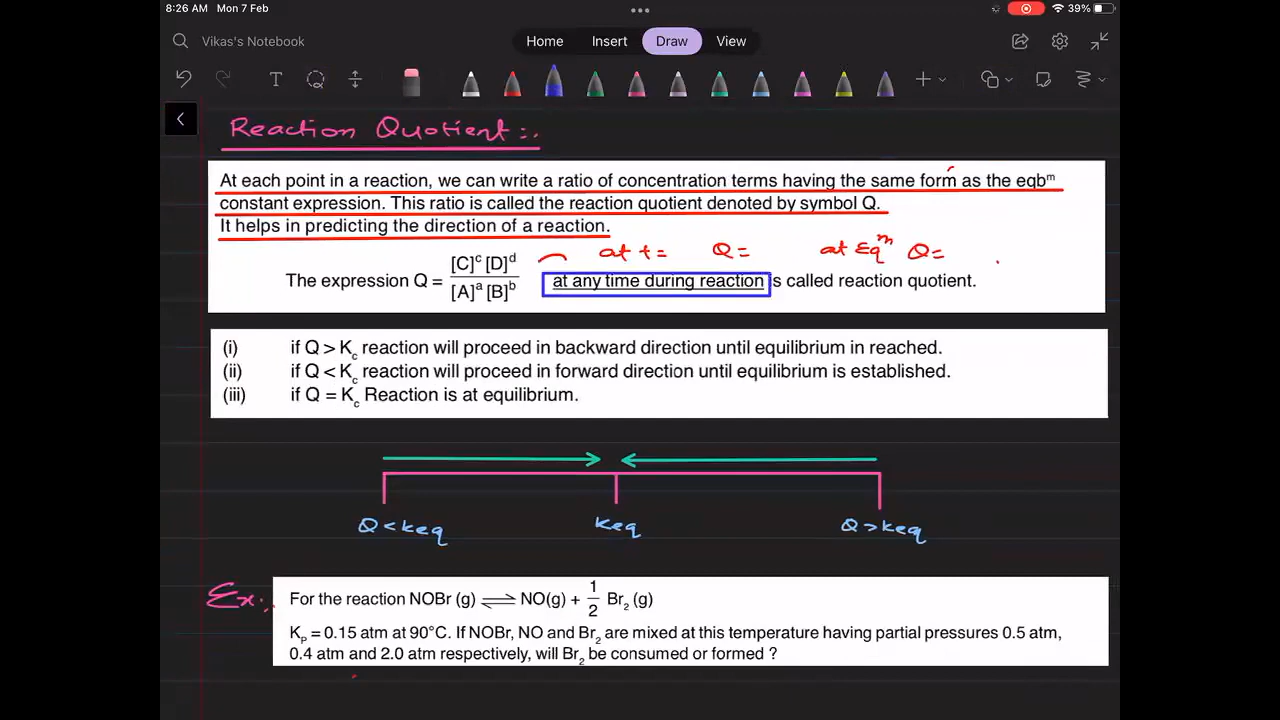 8:26 AM Mon 7 Feb
39%
Vikas's Notebook
Home Insert Draw View
Reaction Quotient:-.
At each point in a reaction, we can write a ratio of concentration terms having the same form as the eqbᵐ
constant expression. This ratio is called the reaction quotient denoted by symbol Q.
It helps in predicting the direction of a reaction.
at t = Q = at Eqᵐ Q =
The expression Q = [C]ᶜ [D]ᵈ / [A]ᵃ [B]ᵇ at any time during reaction is called reaction quotient.
(i) if Q > K_c reaction will proceed in backward direction until equilibrium in reached.
(ii) if Q < K_c reaction will proceed in forward direction until equilibrium is established.
(iii) if Q = K_c Reaction is at equilibrium.
Q < keq keq Q > keq
Ex:.
For the reaction NOBr (g) ⇌ NO(g) + 1/2 Br₂ (g)
K_P = 0.15 atm at 90°C. If NOBr, NO and Br₂ are mixed at this temperature having partial pressures 0.5 atm,
0.4 atm and 2.0 atm respectively, will Br₂ be consumed or formed ?